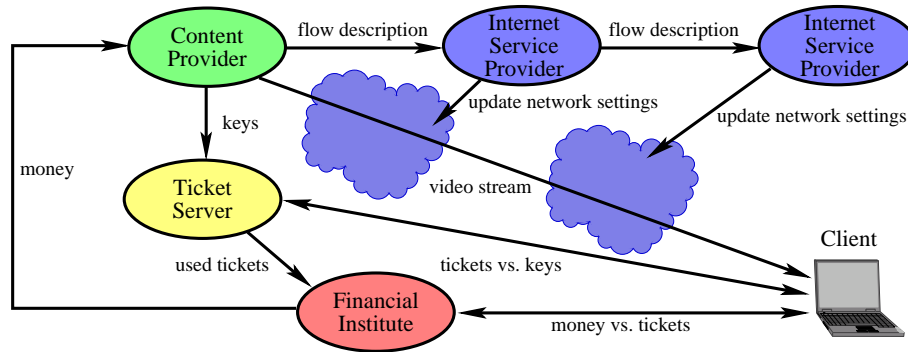 Content
Provider
flow description
Internet
Service
Provider
flow description
Internet
Service
Provider
update network settings
update network settings
keys
money
video stream
Ticket
Server
used tickets
tickets vs. keys
Client
Financial
Institute
money vs. tickets